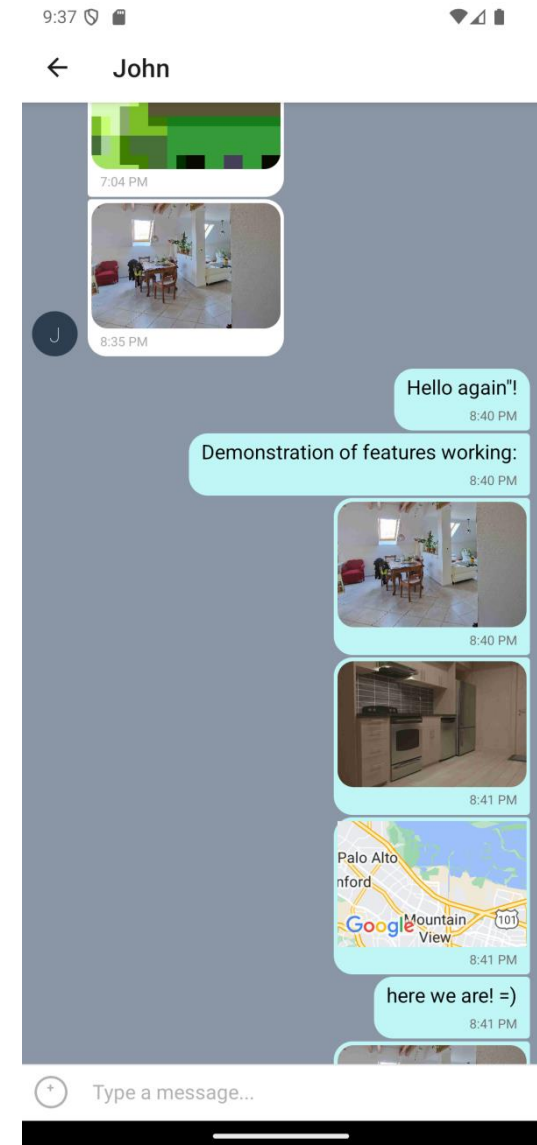 9:37
John
7:04 PM
J
8:35 PM
Hello again"!
8:40 PM
Demonstration of features working:
8:40 PM
8:40 PM
8:41 PM
Palo Alto
nford
Google
Mountain
View
101
8:41 PM
here we are! =)
8:41 PM
Type a message...